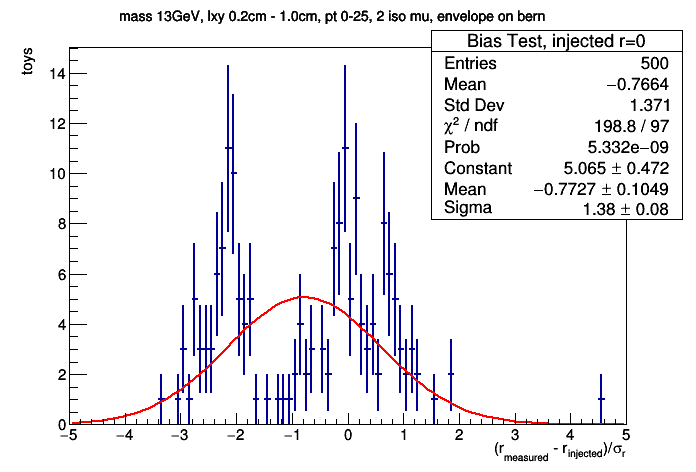 mass 13GeV, lxy 0.2cm - 1.0cm, pt 0-25, 2 iso mu, envelope on bern
Bias Test, injected r=0
Entries 500
Mean −0.7664
Std Dev 1.371
χ² / ndf 198.8 / 97
Prob 5.332e−09
Constant 5.065 ± 0.472
Mean −0.7727 ± 0.1049
Sigma 1.38 ± 0.08
toys
14
12
10
8
6
4
2
0
−5 −4 −3 −2 −1 0 1 2 3 4 5
(r_measured - r_injected)/σ_r